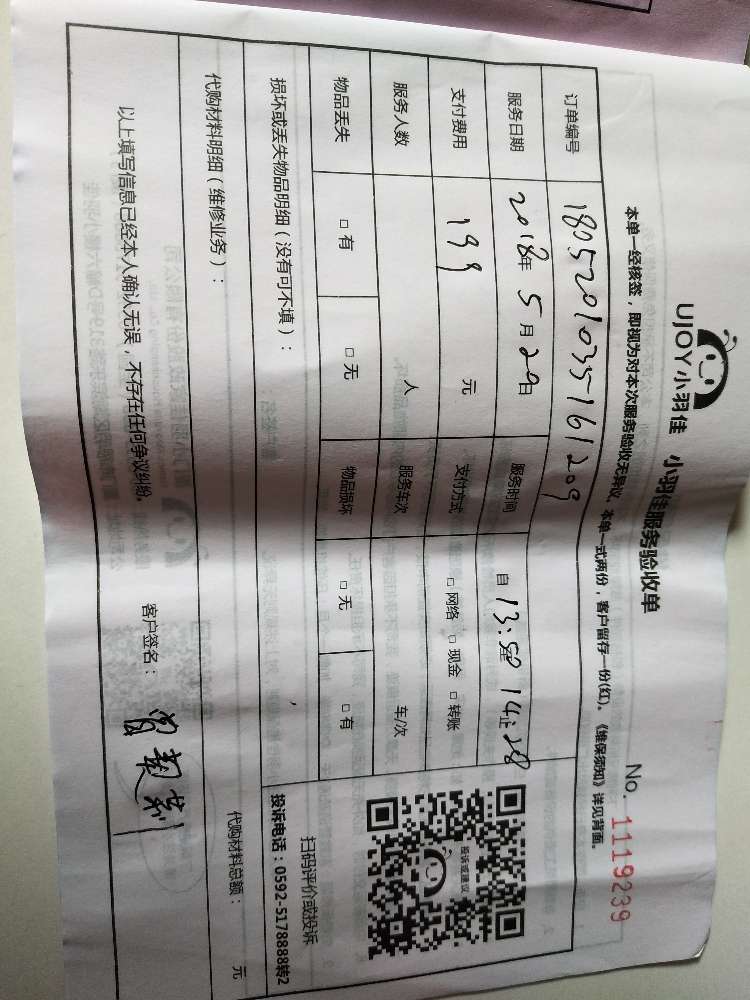 UJOY小羽佳 小羽佳服务验收单
No. 1119239
本单一经核签，即视为对本次服务验收无异议，本单一式两份，客户留存一份(红)。《维保须知》详见背面。
订单编号 1805201035161209
服务日期 2018年 5月20日 服务时间 自 13:50至 14:28止
支付费用 199 元 支付方式 □网络 □现金 □转账
服务人数 人 服务车次 车/次
物品丢失 □有 □无 物品损坏 □无 □有
投诉或建议
扫码评价或投诉
投诉电话：0592-5178888转2
损坏或丢失物品明细（没有可不填）：
代购材料明细（维修业务）： 代购材料总额： 元
以上填写信息已经本人确认无误，不存在任何争议纠纷。 客户签名：